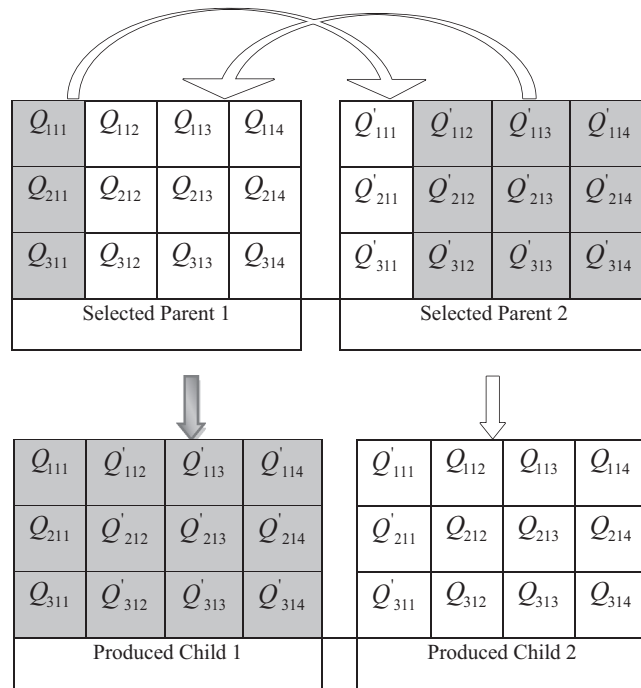 Q111 Q112 Q113 Q114 Q'111 Q'112 Q'113 Q'114
Q211 Q212 Q213 Q214 Q'211 Q'212 Q'213 Q'214
Q311 Q312 Q313 Q314 Q'311 Q'312 Q'313 Q'314
Selected Parent 1 Selected Parent 2
Q111 Q'112 Q'113 Q'114 Q'111 Q112 Q113 Q114
Q211 Q'212 Q'213 Q'214 Q'211 Q212 Q213 Q214
Q311 Q'312 Q'313 Q'314 Q'311 Q312 Q313 Q314
Produced Child 1 Produced Child 2